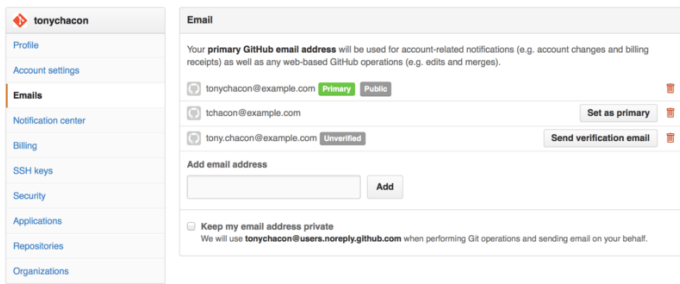 tonychacon
Profile
Account settings
Emails
Notification center
Billing
SSH keys
Security
Applications
Repositories
Organizations
Email
Your primary GitHub email address will be used for account-related notifications (e.g. account changes and billing
receipts) as well as any web-based GitHub operations (e.g. edits and merges).
tonychacon@example.com Primary Public
tchacon@example.com Set as primary
tony.chacon@example.com Unverified Send verification email
Add email address
Add
Keep my email address private
We will use tonychacon@users.noreply.github.com when performing Git operations and sending email on your behalf.